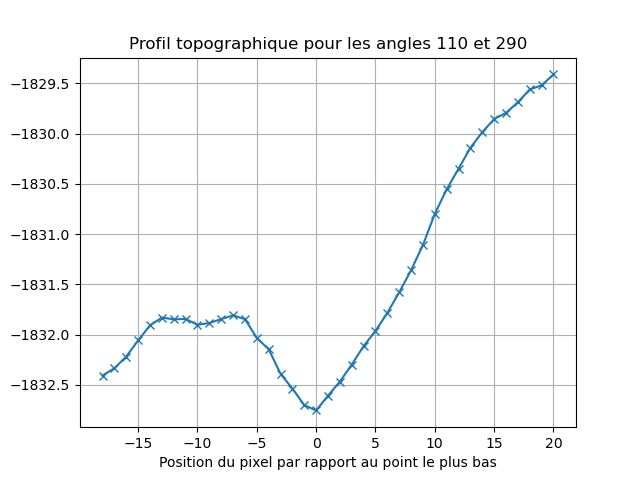 Profil topographique pour les angles 110 et 290
−1829.5
−1830.0
−1830.5
−1831.0
−1831.5
−1832.0
−1832.5
−15 −10 −5 0 5 10 15 20
Position du pixel par rapport au point le plus bas